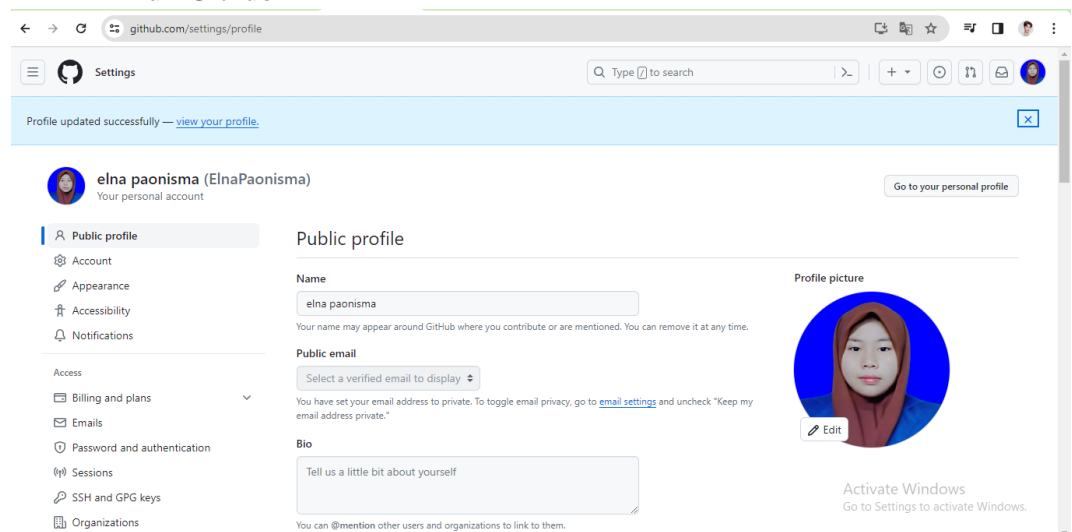 github.com/settings/profile
Settings
Type / to search
Profile updated successfully — view your profile.
elna paonisma (ElnaPaonisma)
Your personal account
Go to your personal profile
Public profile
Account
Appearance
Accessibility
Notifications
Access
Billing and plans
Emails
Password and authentication
Sessions
SSH and GPG keys
Organizations
Public profile
Name
elna paonisma
Your name may appear around GitHub where you contribute or are mentioned. You can remove it at any time.
Public email
Select a verified email to display
You have set your email address to private. To toggle email privacy, go to email settings and uncheck "Keep my
email address private."
Bio
Tell us a little bit about yourself
You can @mention other users and organizations to link to them.
Profile picture
Edit
Activate Windows
Go to Settings to activate Windows.